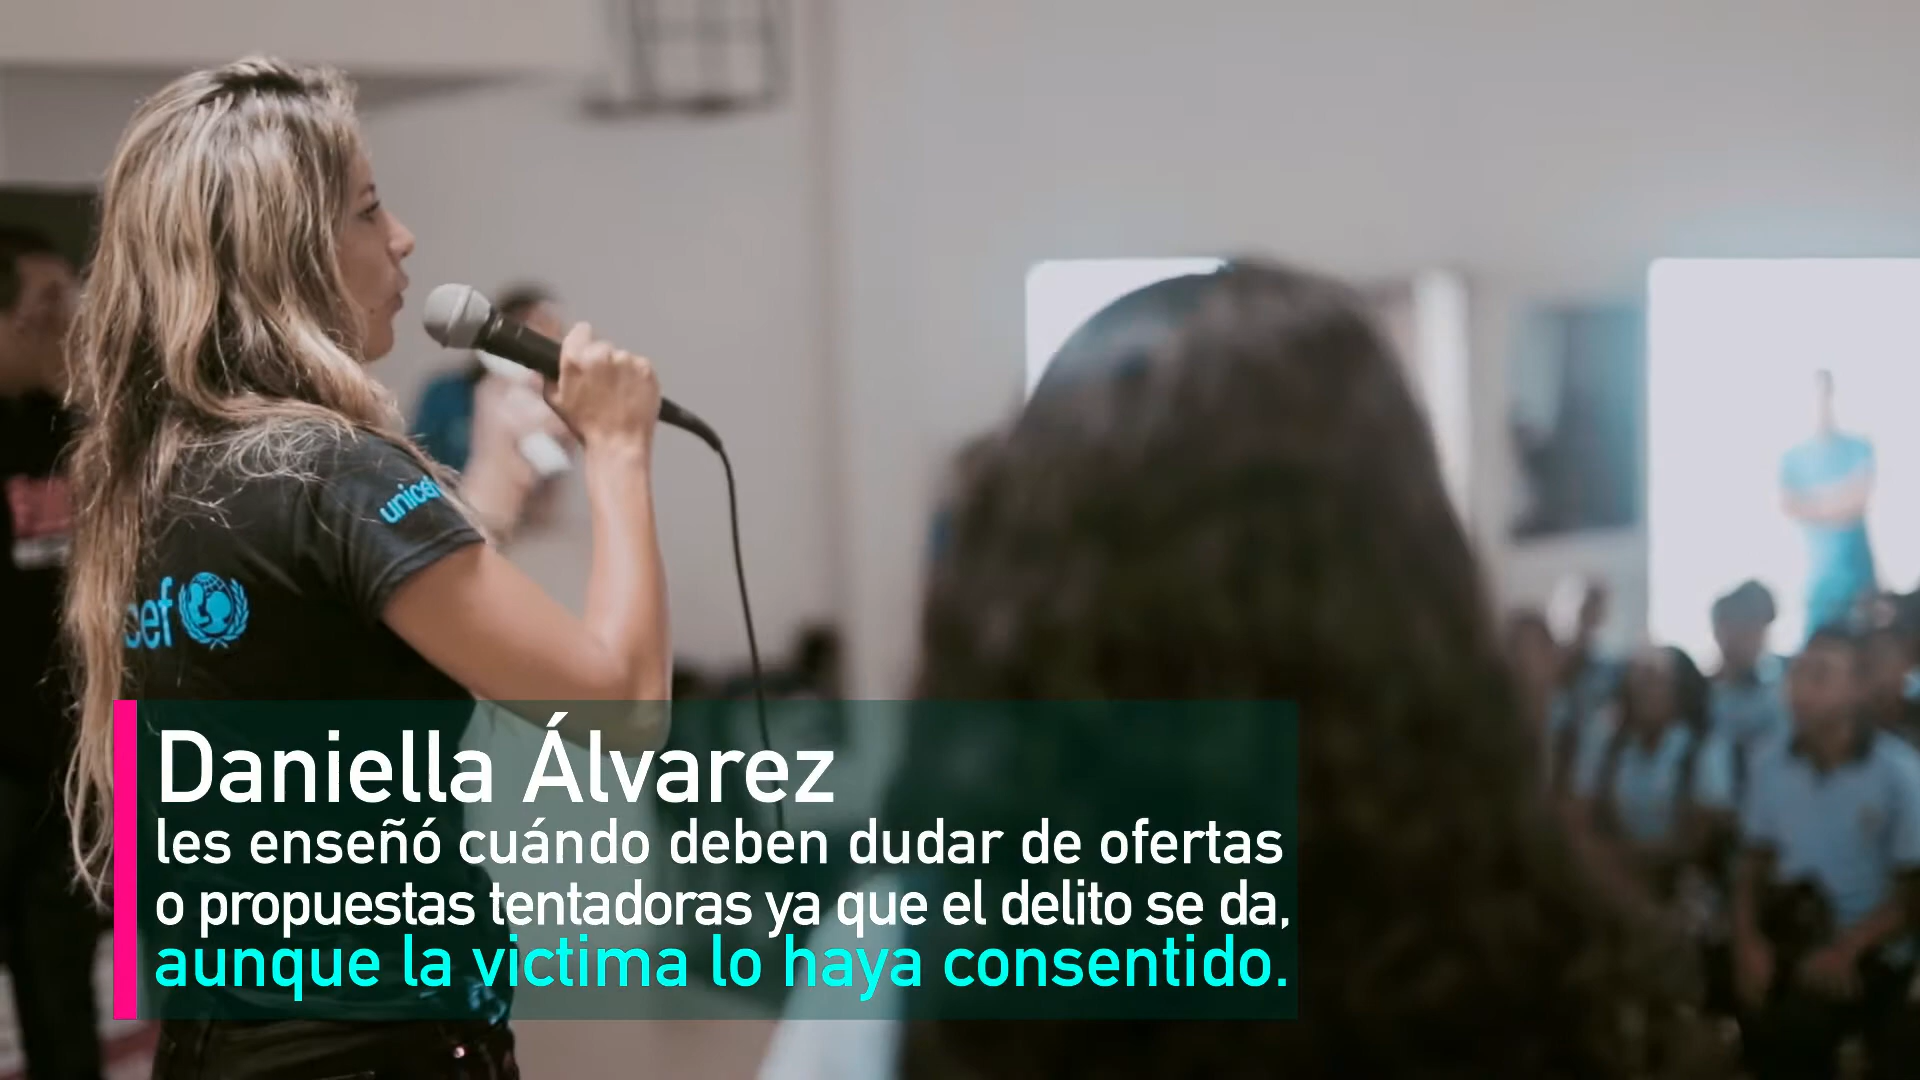 unicef
cef
Daniella Álvarez
les enseñó cuándo deben dudar de ofertas
o propuestas tentadoras ya que el delito se da,
aunque la victima lo haya consentido.